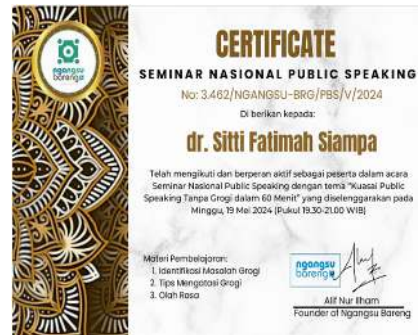 ngangsu
bareng
CERTIFICATE
SEMINAR NASIONAL PUBLIC SPEAKING
No: 3.462/NGANGSU-BRG/PBS/V/2024
Di berikan kepada:
dr. Sitti Fatimah Siampa
Telah mengikuti dan berperan aktif sebagai peserta dalam acara
Seminar Nasional Public Speaking dengan tema "Kuasai Public
Speaking Tanpa Grogi dalam 60 Menit" yang diselenggarakan pada
Minggu, 19 Mei 2024 (Pukul 19.30-21.00 WIB)
Materi Pembelajaran:
1. Identifikasi Masalah Grogi
2. Tips Mengatasi Grogi
3. Olah Rasa
ngangsu
bareng
Alif Nur Ilham
Founder of Ngangsu Bareng